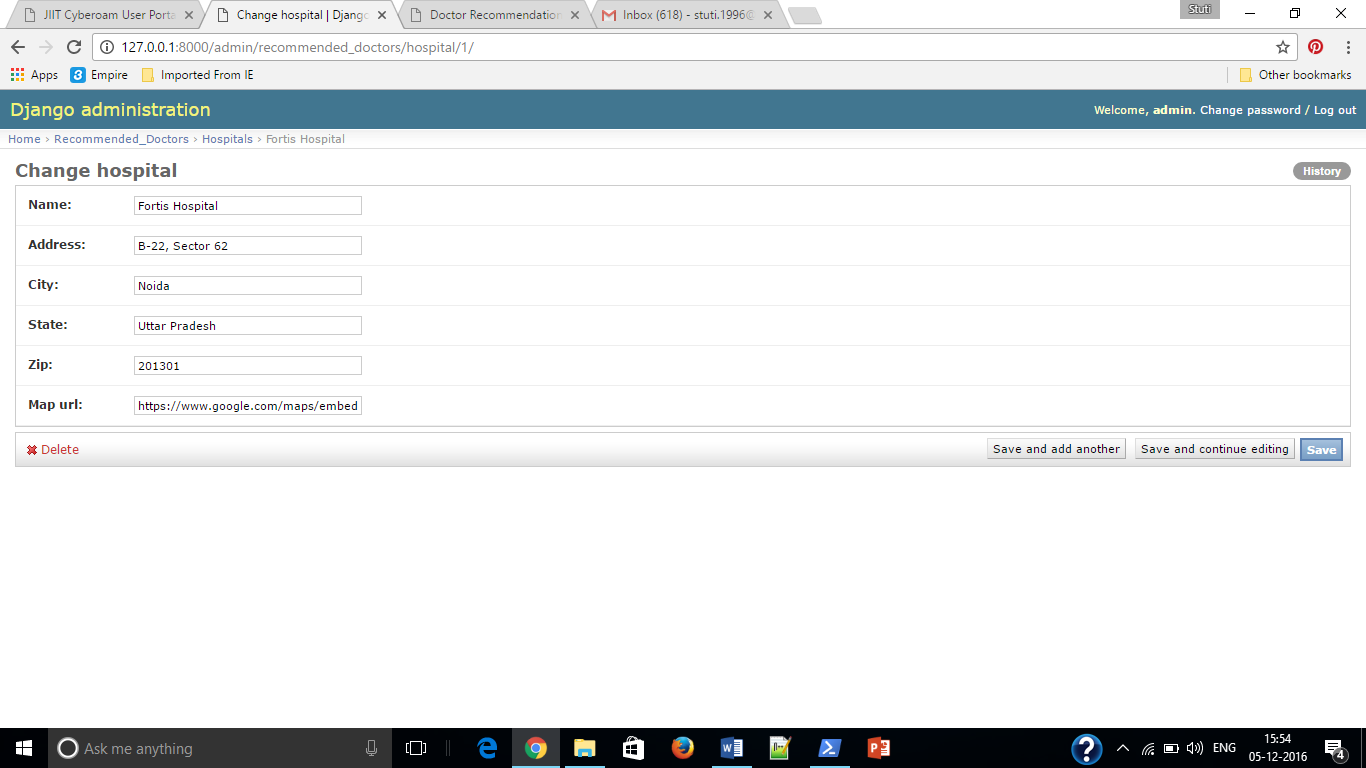 Stuti
JIIT Cyberoam User Porta
Change hospital | Django
Doctor Recommendation
Inbox (618) - stuti.1996@
127.0.0.1:8000/admin/recommended_doctors/hospital/1/
Apps Empire Imported From IE Other bookmarks
Django administration
Welcome, admin. Change password / Log out
Home › Recommended_Doctors › Hospitals › Fortis Hospital
Change hospital
History
Name: Fortis Hospital
Address: B-22, Sector 62
City: Noida
State: Uttar Pradesh
Zip: 201301
Map url: https://www.google.com/maps/embed
Delete
Save and add another
Save and continue editing
Save
Ask me anything
ENG
15:54
05-12-2016
4